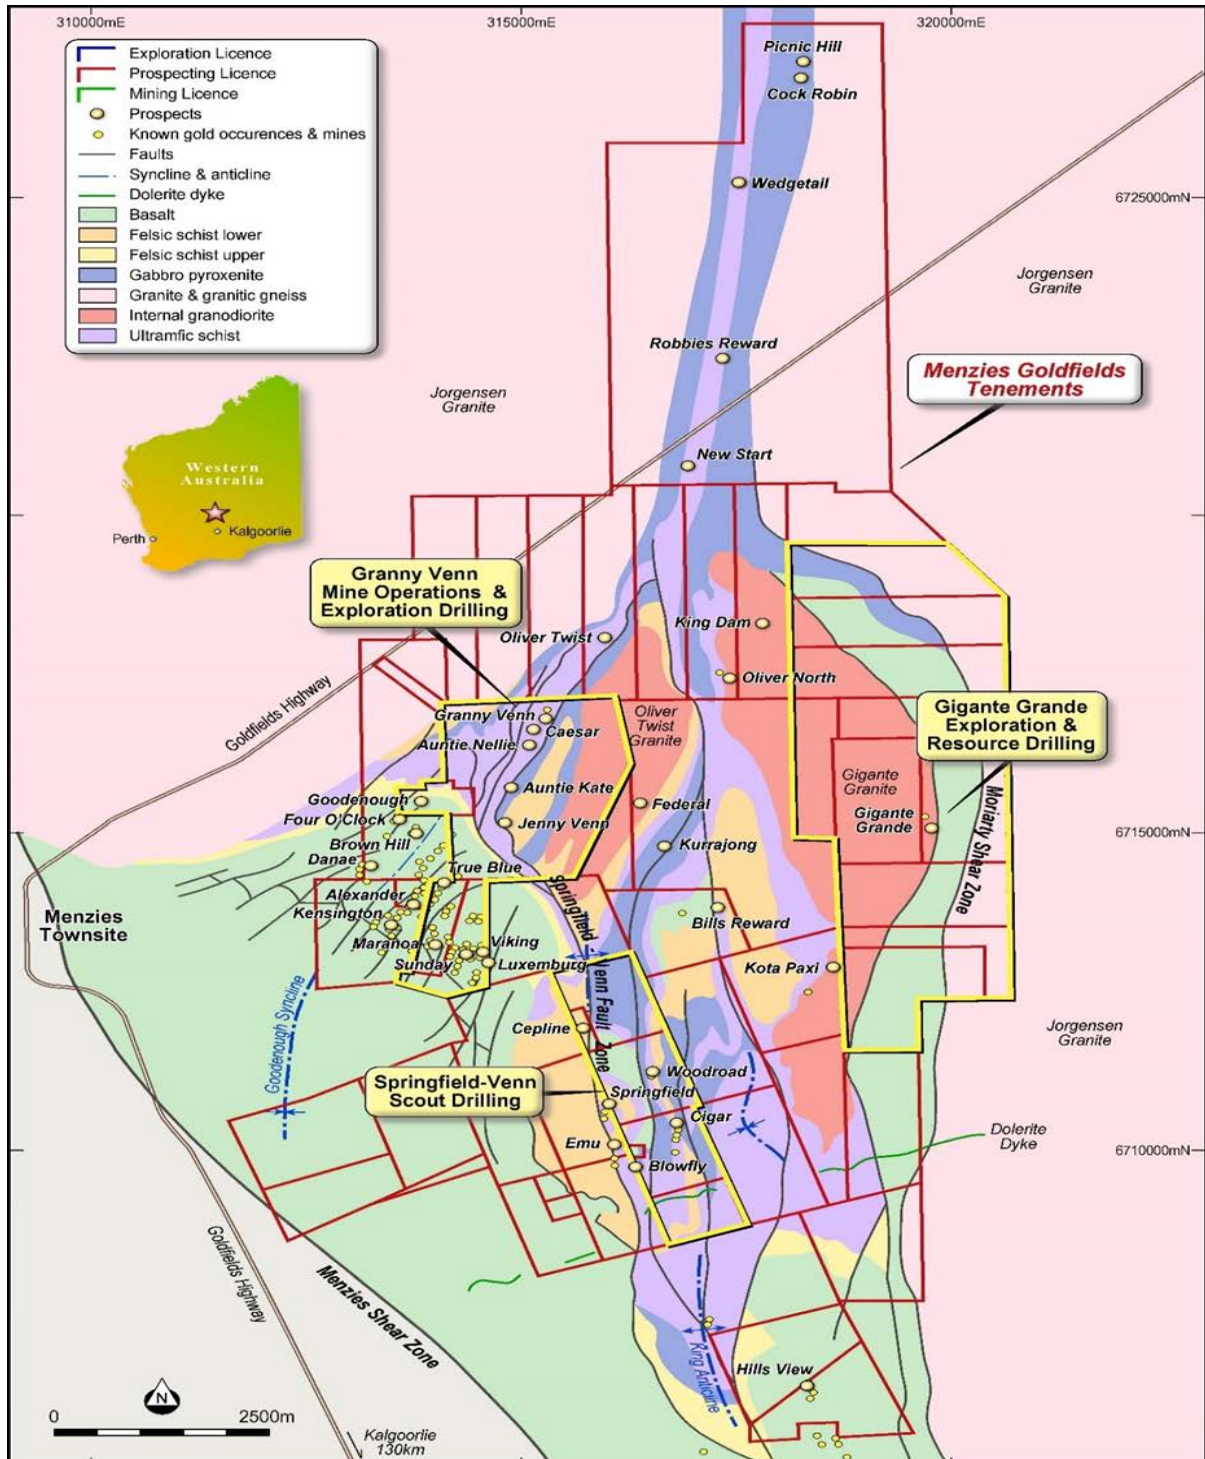 310000mE
315000mE
320000mE
Exploration Licence
Prospecting Licence
Mining Licence
Prospects
Known gold occurences & mines
Faults
Syncline & anticline
Dolerite dyke
Basalt
Felsic schist lower
Felsic schist upper
Gabbro pyroxenite
Granite & granitic gneiss
Internal granodiorite
Ultramfic schist
Picnic Hill
Cock Robin
Wedgetail
6725000mN
Jorgensen
Granite
Robbies Reward
Menzies Goldfields
Tenements
Jorgensen
Granite
New Start
Western
Australia
Perth
Kalgoorlie
Granny Venn
Mine Operations &
Exploration Drilling
Oliver Twist
King Dam
Oliver North
Goldfields Highway
Granny Venn
Caesar
Auntie Nellie
Oliver
Twist
Granite
Gigante Grande
Exploration &
Resource Drilling
Auntie Kate
Gigante
Granite
Goodenough
Federal
Gigante
Grande
Four O'Clock
Jenny Venn
6715000mN
Brown Hill
Kurrajong
Danae
True Blue
Moriarty Shear Zone
Alexander
Kensington
Springfield - Venn Fault Zone
Bills Reward
Menzies
Townsite
Maranoa
Viking
Sunday
Luxemburg
Kota Paxi
Goodenough Syncline
Cepline
Jorgensen
Granite
Woodroad
Springfield-Venn
Scout Drilling
Springfield
Cigar
Emu
Dolerite
Dyke
6710000mN
Blowfly
Goldfields Highway
Menzies Shear Zone
King Anticline
Hills View
N
0
2500m
Kalgoorlie
130km